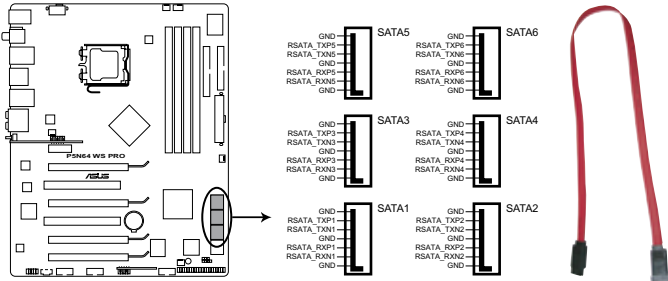 P5N64 WS PRO
ASUS
SATA5
GND
RSATA_TXP5
RSATA_TXN5
GND
RSATA_RXP5
RSATA_RXN5
GND
SATA6
GND
RSATA_TXP6
RSATA_TXN6
GND
RSATA_RXP6
RSATA_RXN6
GND
SATA3
GND
RSATA_TXP3
RSATA_TXN3
GND
RSATA_RXP3
RSATA_RXN3
GND
SATA4
GND
RSATA_TXP4
RSATA_TXN4
GND
RSATA_RXP4
RSATA_RXN4
GND
SATA1
GND
RSATA_TXP1
RSATA_TXN1
GND
RSATA_RXP1
RSATA_RXN1
GND
SATA2
GND
RSATA_TXP2
RSATA_TXN2
GND
RSATA_RXP2
RSATA_RXN2
GND